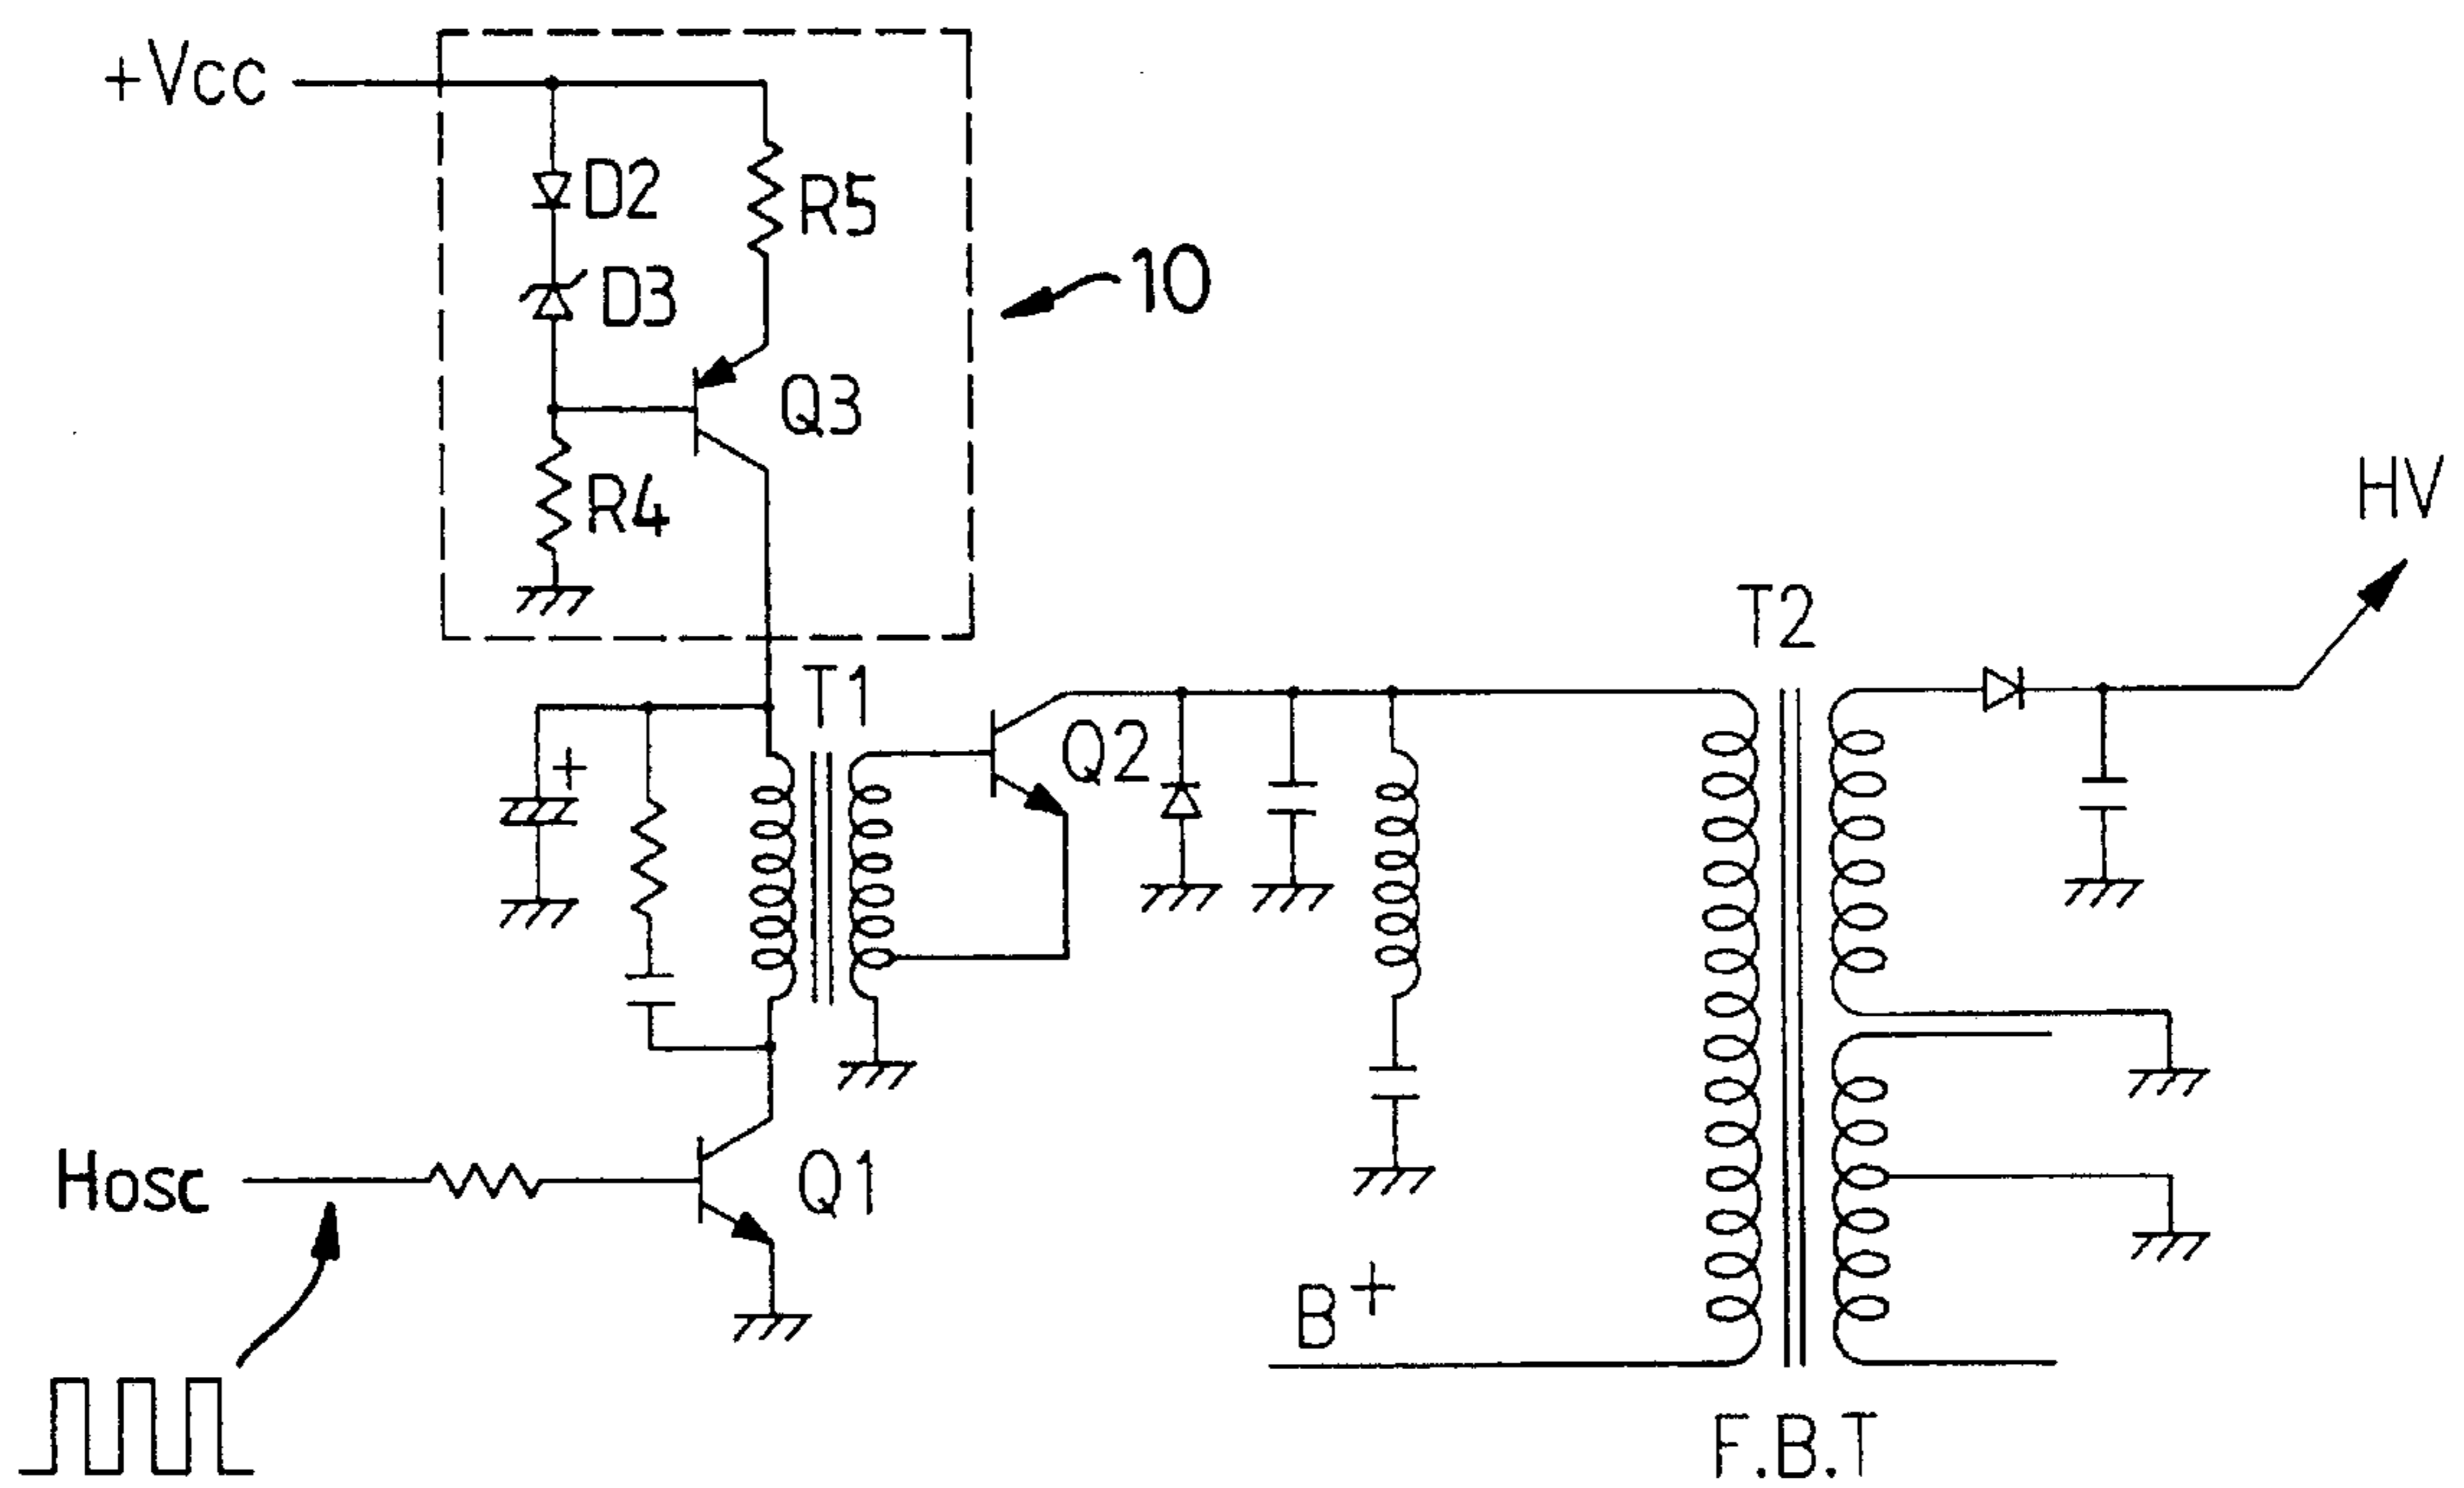 +Vcc
D2
R5
D3
10
Q3
R4
HV
T2
T1
Q2
+
Hosc
Q1
B+
F.B.T